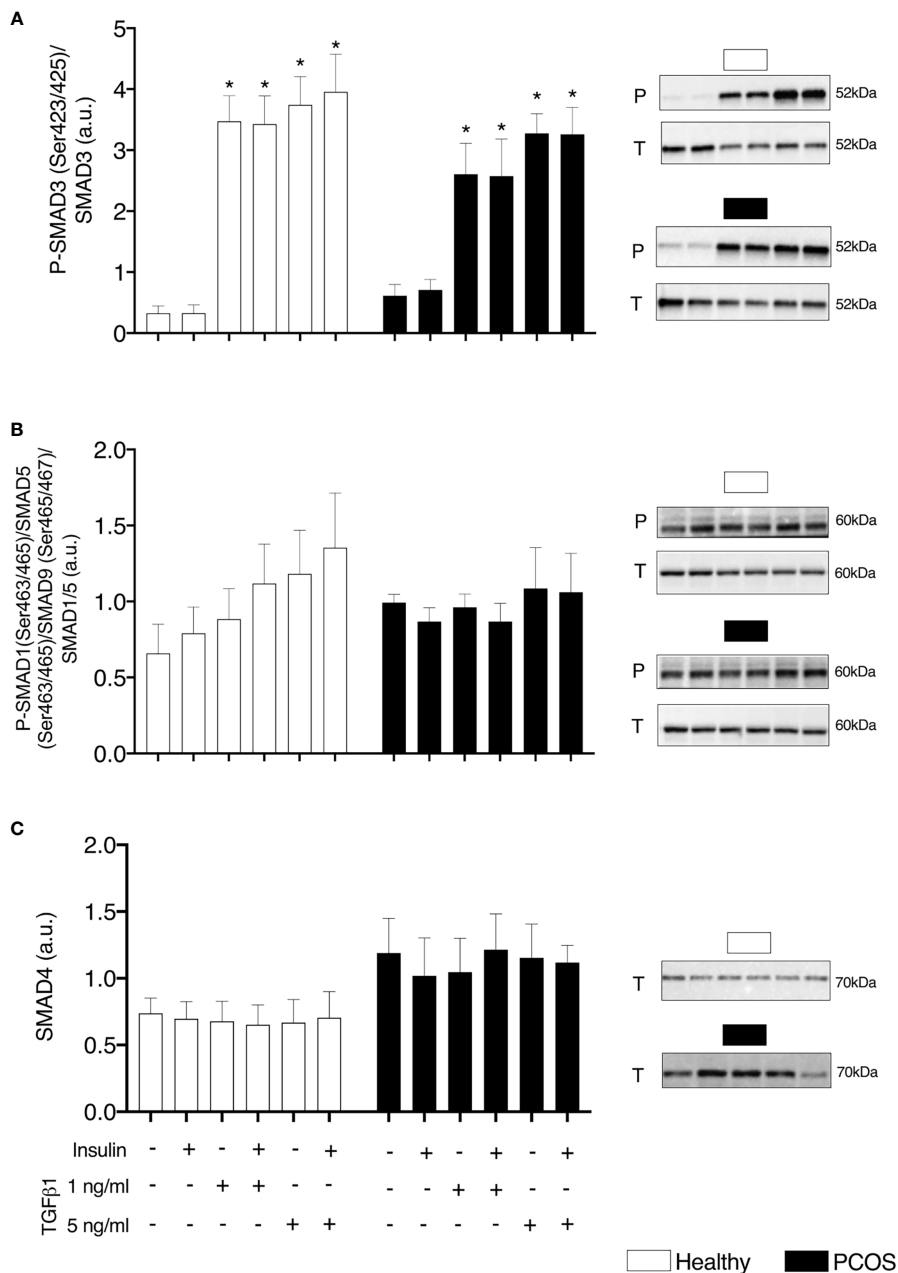 A
P-SMAD3 (Ser423/425)/
SMAD3 (a.u.)
5
4
3
2
1
0
* * * * * * * *
P 52kDa
T 52kDa
P 52kDa
T 52kDa
B
P-SMAD1(Ser463/465)/SMAD5
(Ser463/465)/SMAD9 (Ser465/467)/
SMAD1/5 (a.u.)
2.0
1.5
1.0
0.5
0.0
P 60kDa
T 60kDa
P 60kDa
T 60kDa
C
SMAD4 (a.u.)
2.0
1.5
1.0
0.5
0.0
T 70kDa
T 70kDa
Insulin - + - + - + - + - + - +
TGFβ1
1 ng/ml - - + + - - - - + + - -
5 ng/ml - - - - + + - - - - + +
Healthy PCOS